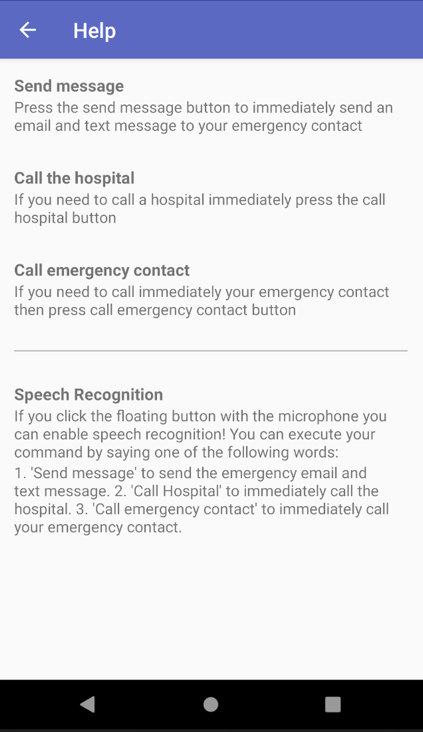 Help
Send message
Press the send message button to immediately send an
email and text message to your emergency contact
Call the hospital
If you need to call a hospital immediately press the call
hospital button
Call emergency contact
If you need to call immediately your emergency contact
then press call emergency contact button
Speech Recognition
If you click the floating button with the microphone you
can enable speech recognition! You can execute your
command by saying one of the following words:
1. 'Send message' to send the emergency email and
text message. 2. 'Call Hospital' to immediately call the
hospital. 3. 'Call emergency contact' to immediately call
your emergency contact.